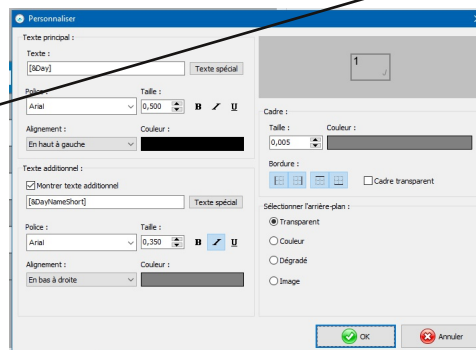 Personnaliser
Texte principal :
Texte :
[&Day]
Texte spécial
Police :
Taille :
Arial
0,500
B I U
Alignement :
Couleur :
En haut à gauche
Texte additionnel :
Montrer texte additionnel
[&DayNameShort]
Texte spécial
Police :
Taille :
Arial
0,350
B I U
Alignement :
Couleur :
En bas à droite
1
J
Cadre :
Taille :
Couleur :
0,005
Bordure :
Cadre transparent
Sélectionner l'arrière-plan :
Transparent
Couleur
Dégradé
Image
OK
Annuler